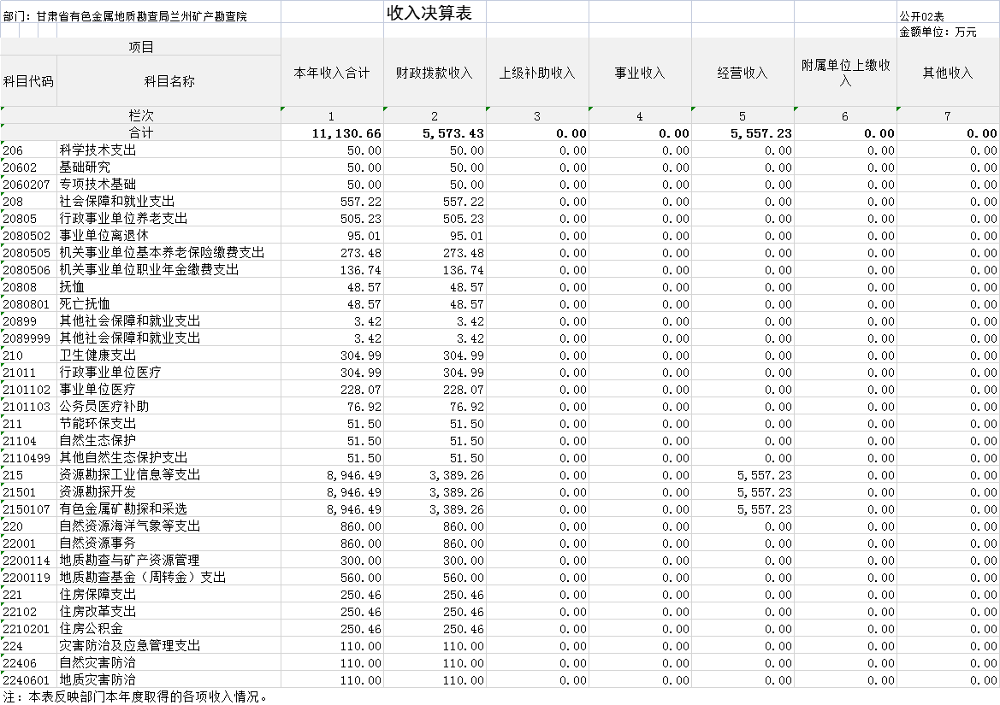 收入决算表
部门：甘肃省有色金属地质勘查局兰州矿产勘查院 公开02表
金额单位：万元
项目 本年收入合计 财政拨款收入 上级补助收入 事业收入 经营收入 附属单位上缴收入 其他收入
科目代码 科目名称
栏次 1 2 3 4 5 6 7
合计 11,130.66 5,573.43 0.00 0.00 5,557.23 0.00 0.00
206 科学技术支出 50.00 50.00 0.00 0.00 0.00 0.00 0.00
20602 基础研究 50.00 50.00 0.00 0.00 0.00 0.00 0.00
2060207 专项技术基础 50.00 50.00 0.00 0.00 0.00 0.00 0.00
208 社会保障和就业支出 557.22 557.22 0.00 0.00 0.00 0.00 0.00
20805 行政事业单位养老支出 505.23 505.23 0.00 0.00 0.00 0.00 0.00
2080502 事业单位离退休 95.01 95.01 0.00 0.00 0.00 0.00 0.00
2080505 机关事业单位基本养老保险缴费支出 273.48 273.48 0.00 0.00 0.00 0.00 0.00
2080506 机关事业单位职业年金缴费支出 136.74 136.74 0.00 0.00 0.00 0.00 0.00
20808 抚恤 48.57 48.57 0.00 0.00 0.00 0.00 0.00
2080801 死亡抚恤 48.57 48.57 0.00 0.00 0.00 0.00 0.00
20899 其他社会保障和就业支出 3.42 3.42 0.00 0.00 0.00 0.00 0.00
2089999 其他社会保障和就业支出 3.42 3.42 0.00 0.00 0.00 0.00 0.00
210 卫生健康支出 304.99 304.99 0.00 0.00 0.00 0.00 0.00
21011 行政事业单位医疗 304.99 304.99 0.00 0.00 0.00 0.00 0.00
2101102 事业单位医疗 228.07 228.07 0.00 0.00 0.00 0.00 0.00
2101103 公务员医疗补助 76.92 76.92 0.00 0.00 0.00 0.00 0.00
211 节能环保支出 51.50 51.50 0.00 0.00 0.00 0.00 0.00
21104 自然生态保护 51.50 51.50 0.00 0.00 0.00 0.00 0.00
2110499 其他自然生态保护支出 51.50 51.50 0.00 0.00 0.00 0.00 0.00
215 资源勘探工业信息等支出 8,946.49 3,389.26 0.00 0.00 5,557.23 0.00 0.00
21501 资源勘探开发 8,946.49 3,389.26 0.00 0.00 5,557.23 0.00 0.00
2150107 有色金属矿勘探和采选 8,946.49 3,389.26 0.00 0.00 5,557.23 0.00 0.00
220 自然资源海洋气象等支出 860.00 860.00 0.00 0.00 0.00 0.00 0.00
22001 自然资源事务 860.00 860.00 0.00 0.00 0.00 0.00 0.00
2200114 地质勘查与矿产资源管理 300.00 300.00 0.00 0.00 0.00 0.00 0.00
2200119 地质勘查基金（周转金）支出 560.00 560.00 0.00 0.00 0.00 0.00 0.00
221 住房保障支出 250.46 250.46 0.00 0.00 0.00 0.00 0.00
22102 住房改革支出 250.46 250.46 0.00 0.00 0.00 0.00 0.00
2210201 住房公积金 250.46 250.46 0.00 0.00 0.00 0.00 0.00
224 灾害防治及应急管理支出 110.00 110.00 0.00 0.00 0.00 0.00 0.00
22406 自然灾害防治 110.00 110.00 0.00 0.00 0.00 0.00 0.00
2240601 地质灾害防治 110.00 110.00 0.00 0.00 0.00 0.00 0.00
注：本表反映部门本年度取得的各项收入情况。